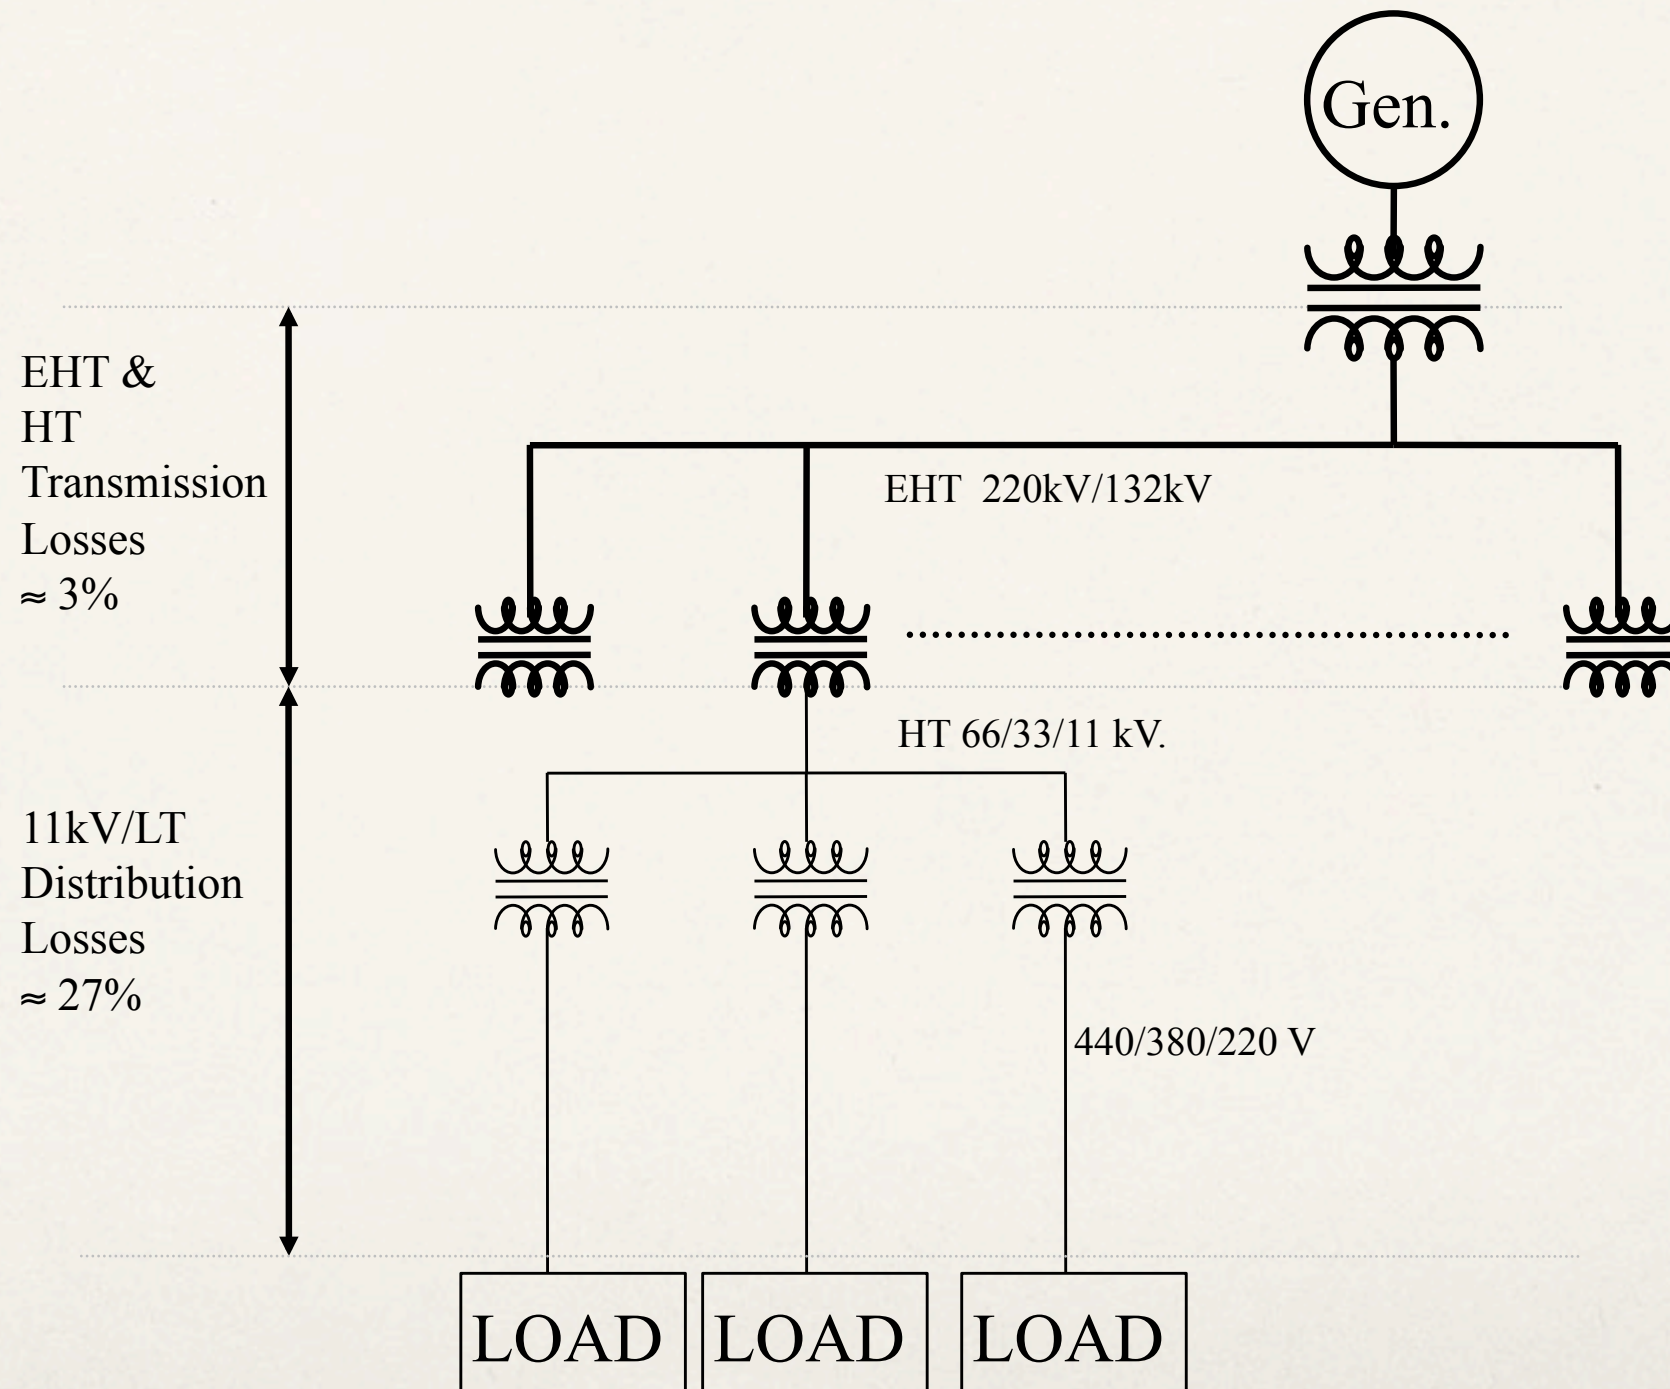 Gen.
EHT &
HT
Transmission
Losses
≈ 3%
EHT 220kV/132kV
HT 66/33/11 kV.
11kV/LT
Distribution
Losses
≈ 27%
440/380/220 V
LOAD
LOAD
LOAD